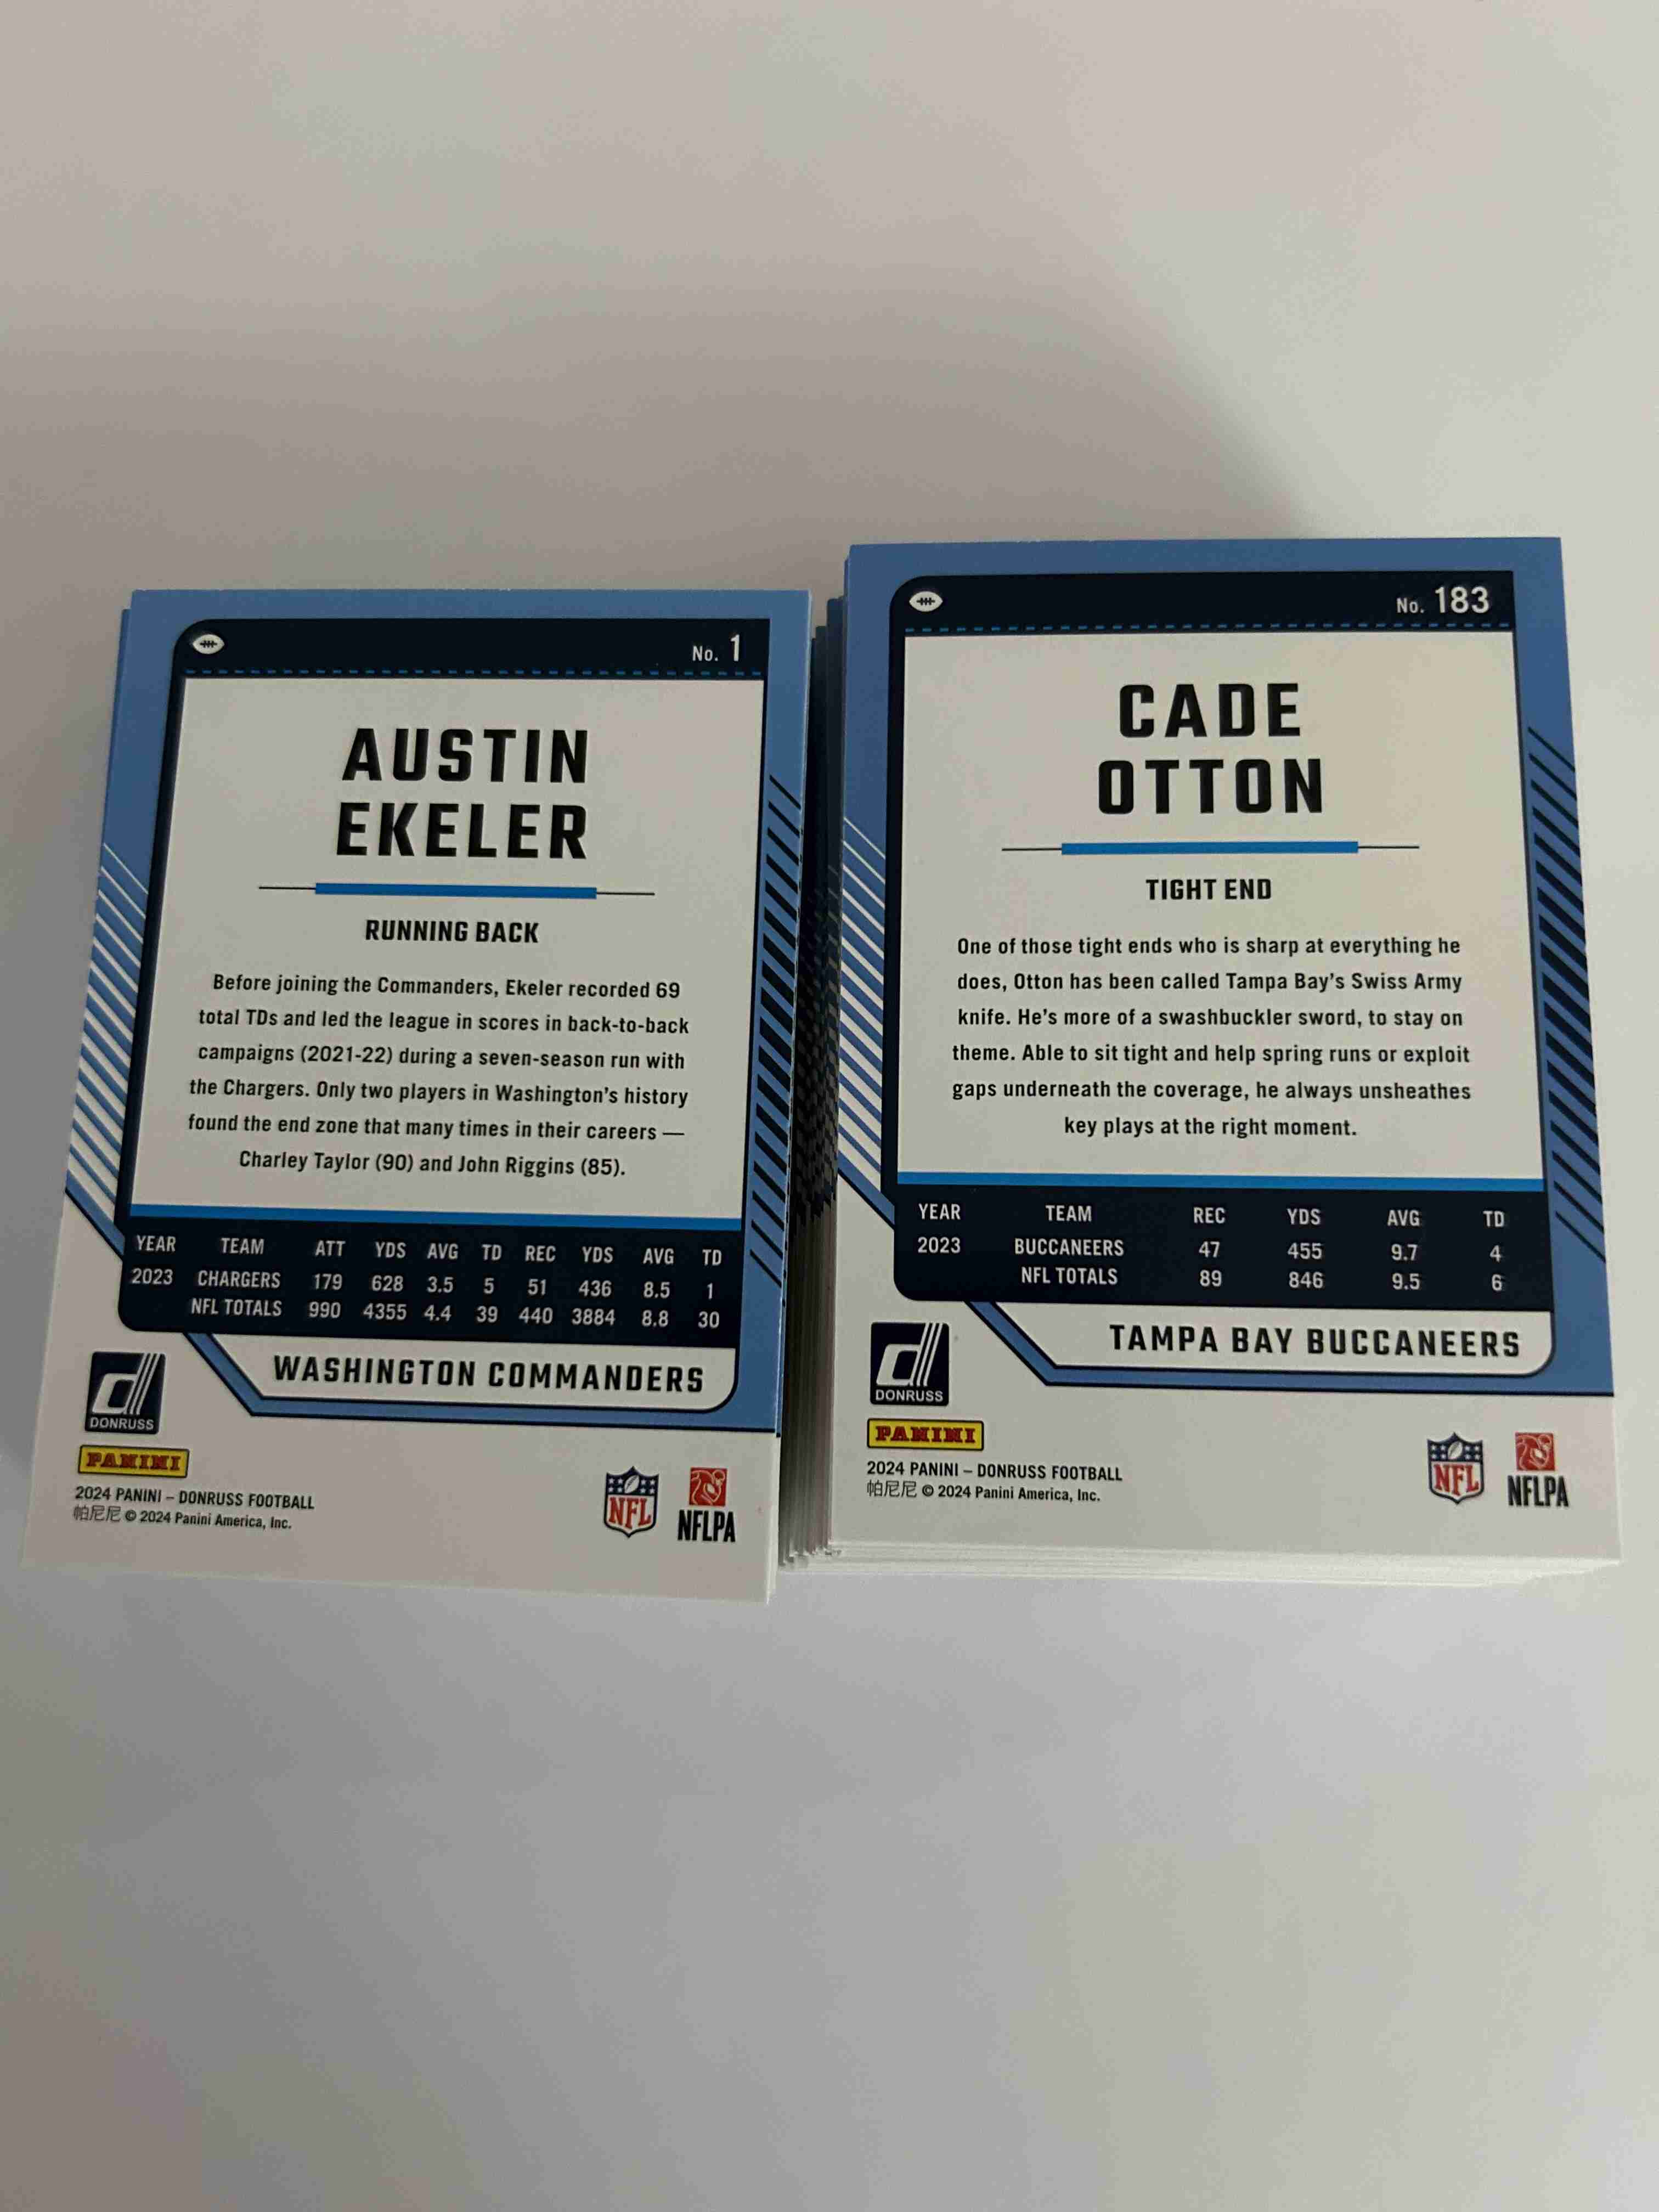 No. 1
AUSTIN
EKELER
RUNNING BACK
Before joining the Commanders, Ekeler recorded 69
total TDs and led the league in scores in back-to-back
campaigns (2021-22) during a seven-season run with
the Chargers. Only two players in Washington's history
found the end zone that many times in their careers —
Charley Taylor (90) and John Riggins (85).
YEAR TEAM ATT YDS AVG TD REC YDS AVG TD
2023 CHARGERS 179 628 3.5 5 51 436 8.5 1
NFL TOTALS 990 4355 4.4 39 440 3884 8.8 30
WASHINGTON COMMANDERS
DONRUSS
PANINI
2024 PANINI – DONRUSS FOOTBALL
帕尼尼 © 2024 Panini America, Inc.
NFL
NFLPA
No. 183
CADE
OTTON
TIGHT END
One of those tight ends who is sharp at everything he
does, Otton has been called Tampa Bay's Swiss Army
knife. He's more of a swashbuckler sword, to stay on
theme. Able to sit tight and help spring runs or exploit
gaps underneath the coverage, he always unsheathes
key plays at the right moment.
YEAR TEAM REC YDS AVG TD
2023 BUCCANEERS 47 455 9.7 4
NFL TOTALS 89 846 9.5 6
TAMPA BAY BUCCANEERS
DONRUSS
PANINI
2024 PANINI – DONRUSS FOOTBALL
帕尼尼 © 2024 Panini America, Inc.
NFL
NFLPA